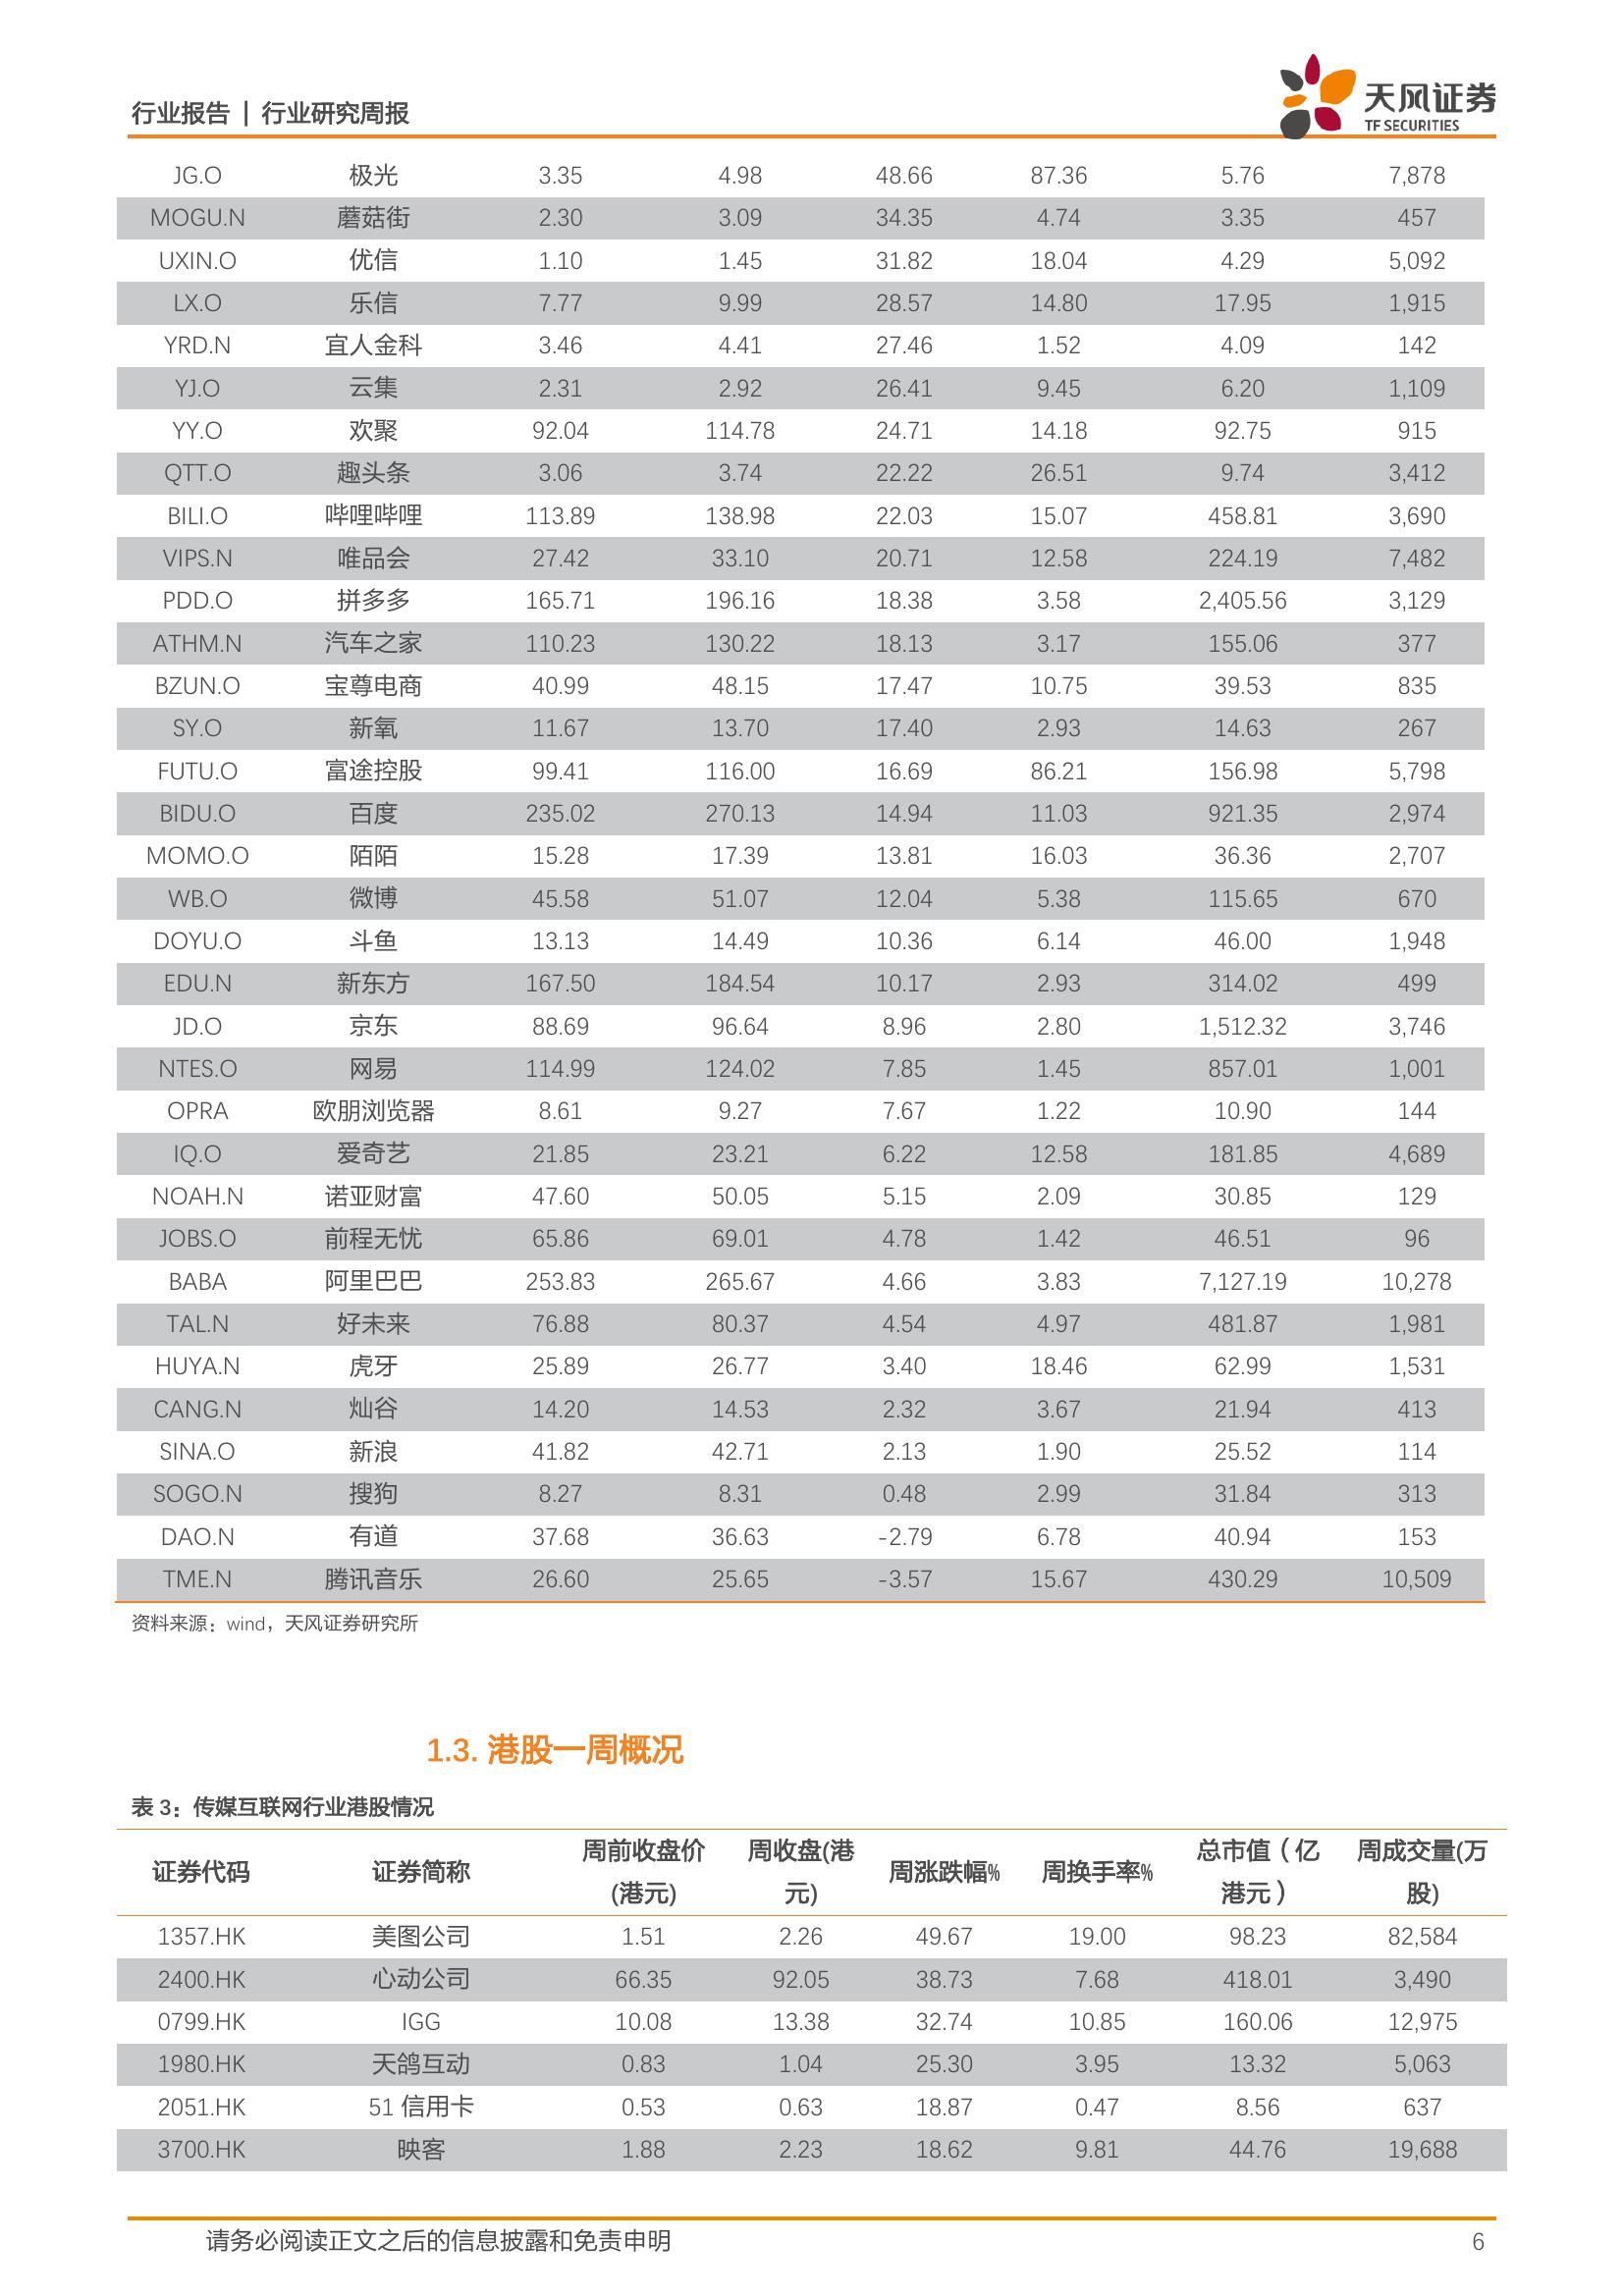 行业报告 | 行业研究周报
天风证券
TF SECURITIES
JG.O 极光 3.35 4.98 48.66 87.36 5.76 7,878
MOGU.N 蘑菇街 2.30 3.09 34.35 4.74 3.35 457
UXIN.O 优信 1.10 1.45 31.82 18.04 4.29 5,092
LX.O 乐信 7.77 9.99 28.57 14.80 17.95 1,915
YRD.N 宜人金科 3.46 4.41 27.46 1.52 4.09 142
YJ.O 云集 2.31 2.92 26.41 9.45 6.20 1,109
YY.O 欢聚 92.04 114.78 24.71 14.18 92.75 915
QTT.O 趣头条 3.06 3.74 22.22 26.51 9.74 3,412
BILI.O 哔哩哔哩 113.89 138.98 22.03 15.07 458.81 3,690
VIPS.N 唯品会 27.42 33.10 20.71 12.58 224.19 7,482
PDD.O 拼多多 165.71 196.16 18.38 3.58 2,405.56 3,129
ATHM.N 汽车之家 110.23 130.22 18.13 3.17 155.06 377
BZUN.O 宝尊电商 40.99 48.15 17.47 10.75 39.53 835
SY.O 新氧 11.67 13.70 17.40 2.93 14.63 267
FUTU.O 富途控股 99.41 116.00 16.69 86.21 156.98 5,798
BIDU.O 百度 235.02 270.13 14.94 11.03 921.35 2,974
MOMO.O 陌陌 15.28 17.39 13.81 16.03 36.36 2,707
WB.O 微博 45.58 51.07 12.04 5.38 115.65 670
DOYU.O 斗鱼 13.13 14.49 10.36 6.14 46.00 1,948
EDU.N 新东方 167.50 184.54 10.17 2.93 314.02 499
JD.O 京东 88.69 96.64 8.96 2.80 1,512.32 3,746
NTES.O 网易 114.99 124.02 7.85 1.45 857.01 1,001
OPRA 欧朋浏览器 8.61 9.27 7.67 1.22 10.90 144
IQ.O 爱奇艺 21.85 23.21 6.22 12.58 181.85 4,689
NOAH.N 诺亚财富 47.60 50.05 5.15 2.09 30.85 129
JOBS.O 前程无忧 65.86 69.01 4.78 1.42 46.51 96
BABA 阿里巴巴 253.83 265.67 4.66 3.83 7,127.19 10,278
TAL.N 好未来 76.88 80.37 4.54 4.97 481.87 1,981
HUYA.N 虎牙 25.89 26.77 3.40 18.46 62.99 1,531
CANG.N 灿谷 14.20 14.53 2.32 3.67 21.94 413
SINA.O 新浪 41.82 42.71 2.13 1.90 25.52 114
SOGO.N 搜狗 8.27 8.31 0.48 2.99 31.84 313
DAO.N 有道 37.68 36.63 -2.79 6.78 40.94 153
TME.N 腾讯音乐 26.60 25.65 -3.57 15.67 430.29 10,509
资料来源：wind，天风证券研究所
1.3. 港股一周概况
表 3：传媒互联网行业港股情况
证券代码 证券简称 周前收盘价(港元) 周收盘(港元) 周涨跌幅% 周换手率% 总市值（亿港元） 周成交量(万股)
1357.HK 美图公司 1.51 2.26 49.67 19.00 98.23 82,584
2400.HK 心动公司 66.35 92.05 38.73 7.68 418.01 3,490
0799.HK IGG 10.08 13.38 32.74 10.85 160.06 12,975
1980.HK 天鸽互动 0.83 1.04 25.30 3.95 13.32 5,063
2051.HK 51 信用卡 0.53 0.63 18.87 0.47 8.56 637
3700.HK 映客 1.88 2.23 18.62 9.81 44.76 19,688
请务必阅读正文之后的信息披露和免责申明 6